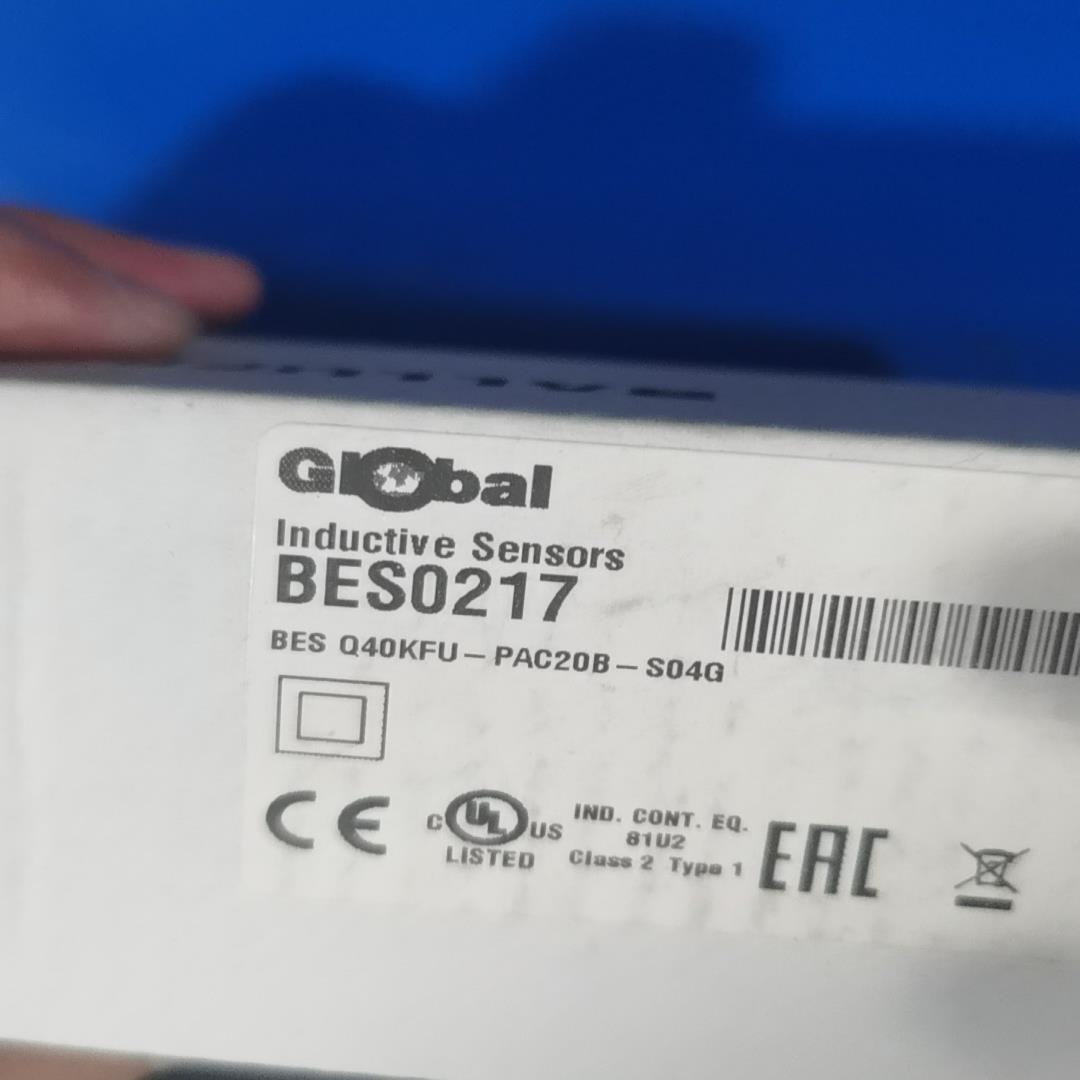 Global
Inductive Sensors
BES0217
BES Q40KFU-PAC20B-S04G
CE
C UL US
LISTED
IND. CONT. EQ.
81U2
Class 2 Type 1
EAC